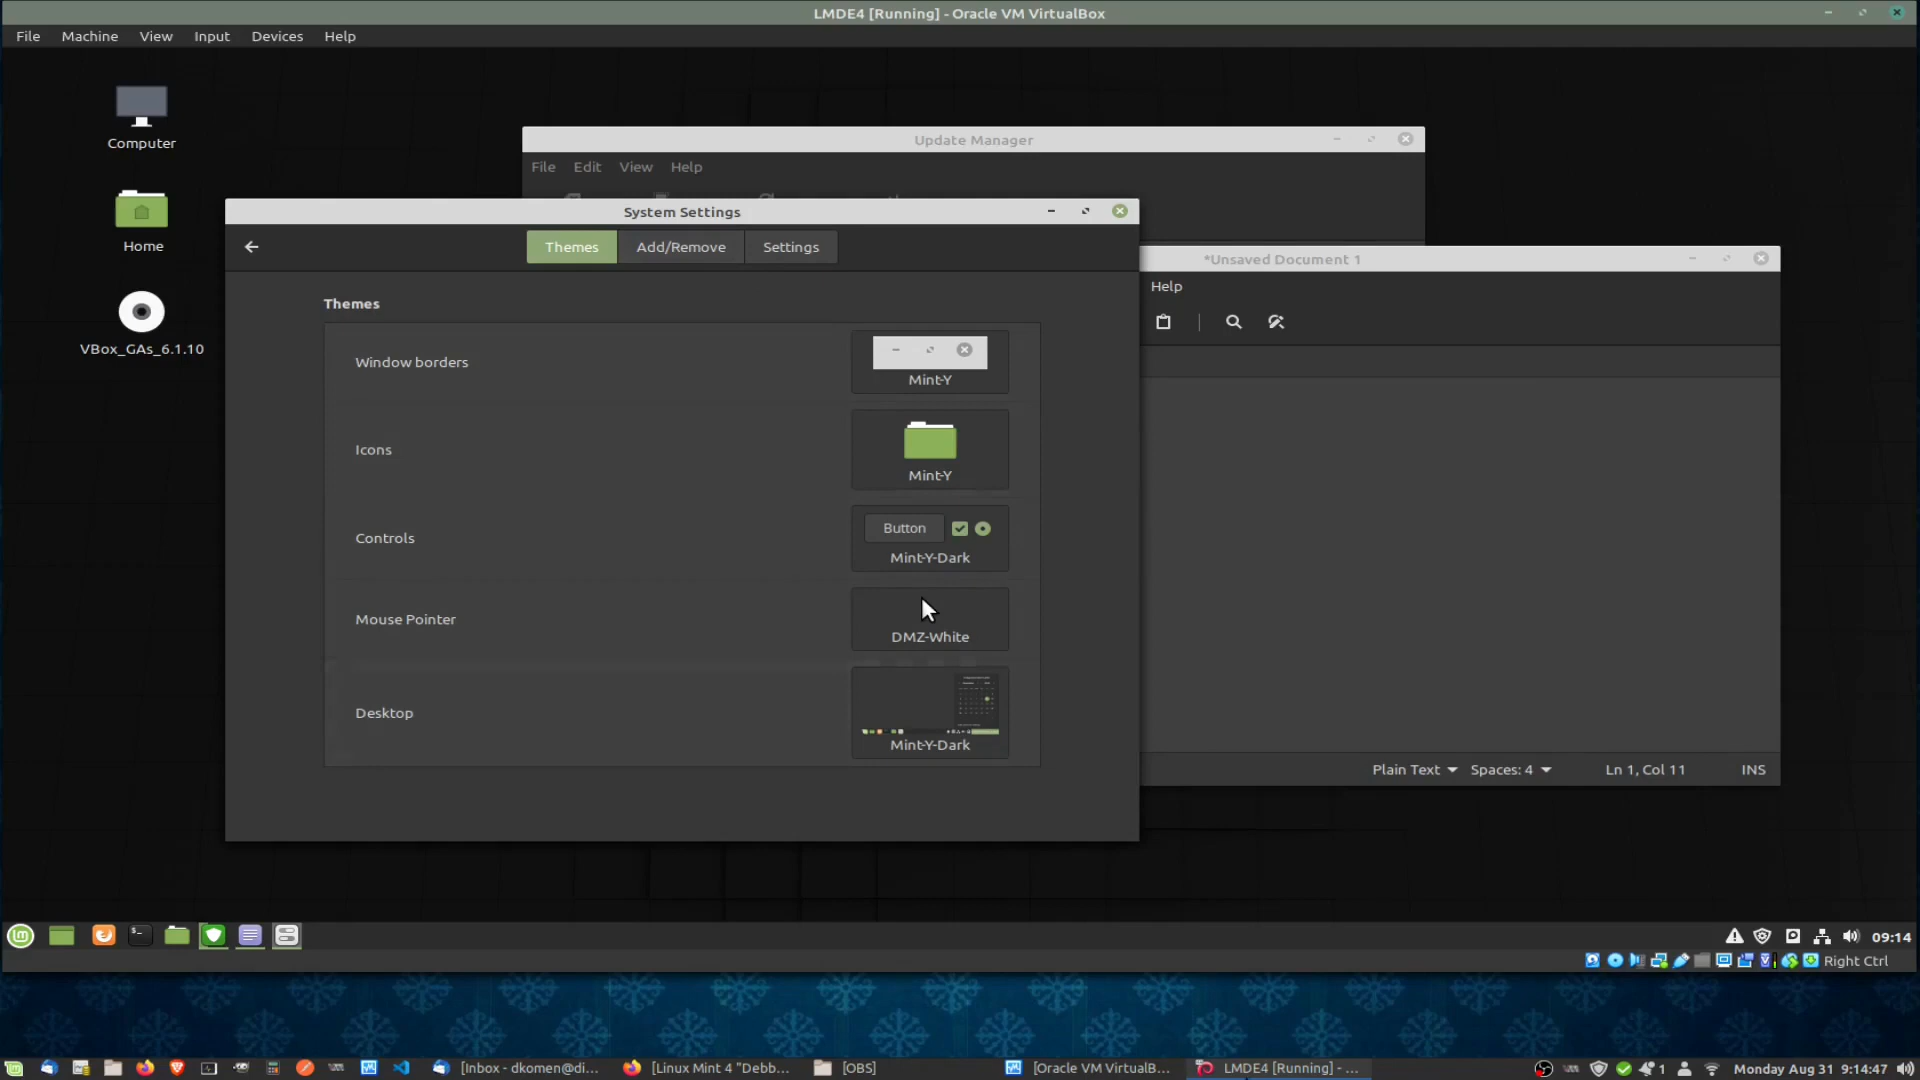 LMDE4 [Running] - Oracle VM VirtualBox
File Machine View Input Devices Help
Computer
Home
VBox_GAs_6.1.10
Update Manager
File Edit View Help
System Settings
Themes Add/Remove Settings
*Unsaved Document 1
Help
Themes
Window borders
Mint-Y
Icons
Mint-Y
Controls
Button
Mint-Y-Dark
Mouse Pointer
DMZ-White
Desktop
Mint-Y-Dark
Plain Text Spaces: 4 Ln 1, Col 11 INS
09:14
Right Ctrl
[Inbox - dkomen@di... [Linux Mint 4 "Debb... [OBS] [Oracle VM VirtualB... LMDE4 [Running] - ... 1 Monday Aug 31 9:14:47